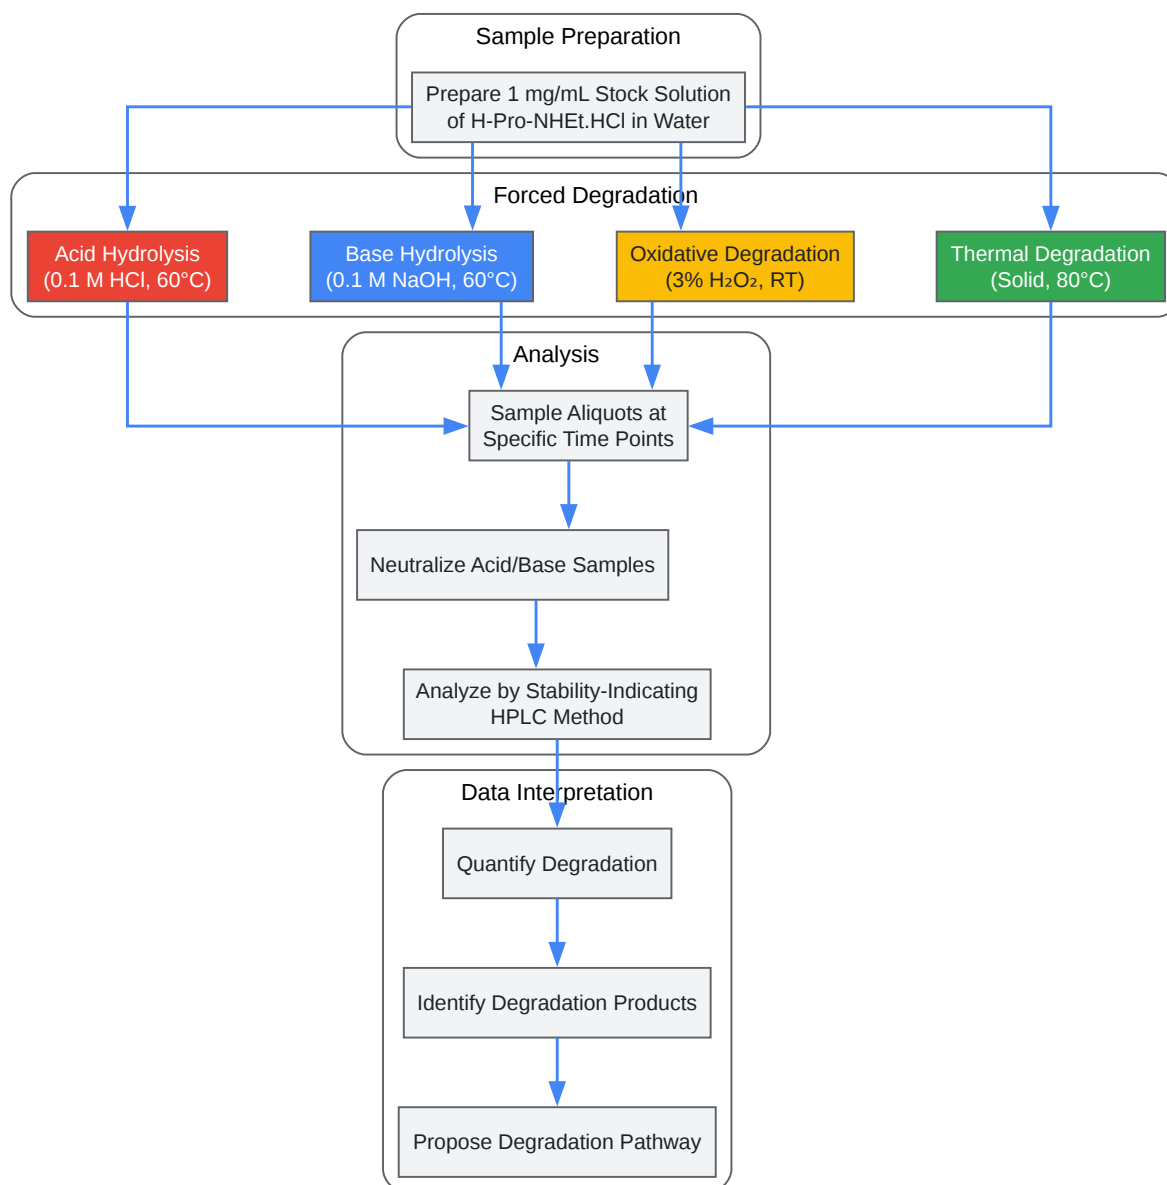 Sample Preparation
Prepare 1 mg/mL Stock Solution
of H-Pro-NHEt.HCl in Water
Forced Degradation
Acid Hydrolysis
(0.1 M HCl, 60°C)
Base Hydrolysis
(0.1 M NaOH, 60°C)
Oxidative Degradation
(3% H₂O₂, RT)
Thermal Degradation
(Solid, 80°C)
Analysis
Sample Aliquots at
Specific Time Points
Neutralize Acid/Base Samples
Analyze by Stability-Indicating
HPLC Method
Data Interpretation
Quantify Degradation
Identify Degradation Products
Propose Degradation Pathway